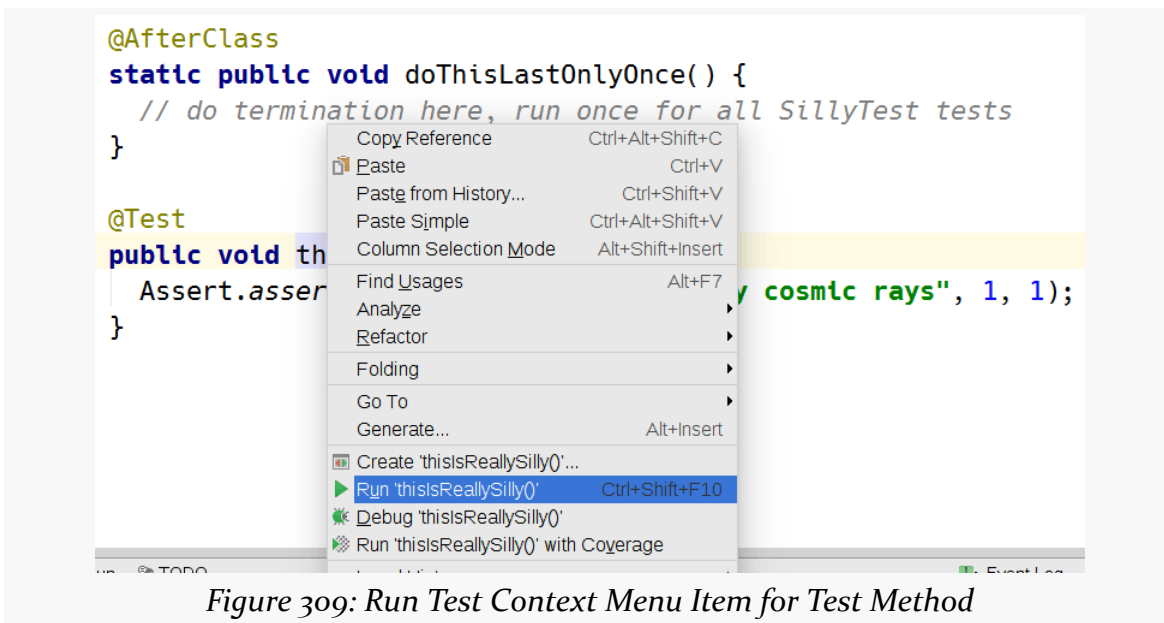 @AfterClass
static public void doThisLastOnlyOnce() {
// do termination here, run once for all SillyTest tests
}
Copy Reference Ctrl+Alt+Shift+C
Paste Ctrl+V
Paste from History... Ctrl+Shift+V
Paste Simple Ctrl+Alt+Shift+V
Column Selection Mode Alt+Shift+Insert
Find Usages Alt+F7
Analyze
Refactor
Folding
Go To
Generate... Alt+Insert
Create 'thisIsReallySilly()'...
Run 'thisIsReallySilly()' Ctrl+Shift+F10
Debug 'thisIsReallySilly()'
Run 'thisIsReallySilly()' with Coverage
@Test
public void th
Assert.asser y cosmic rays", 1, 1);
}
TODO Event Log
Figure 309: Run Test Context Menu Item for Test Method